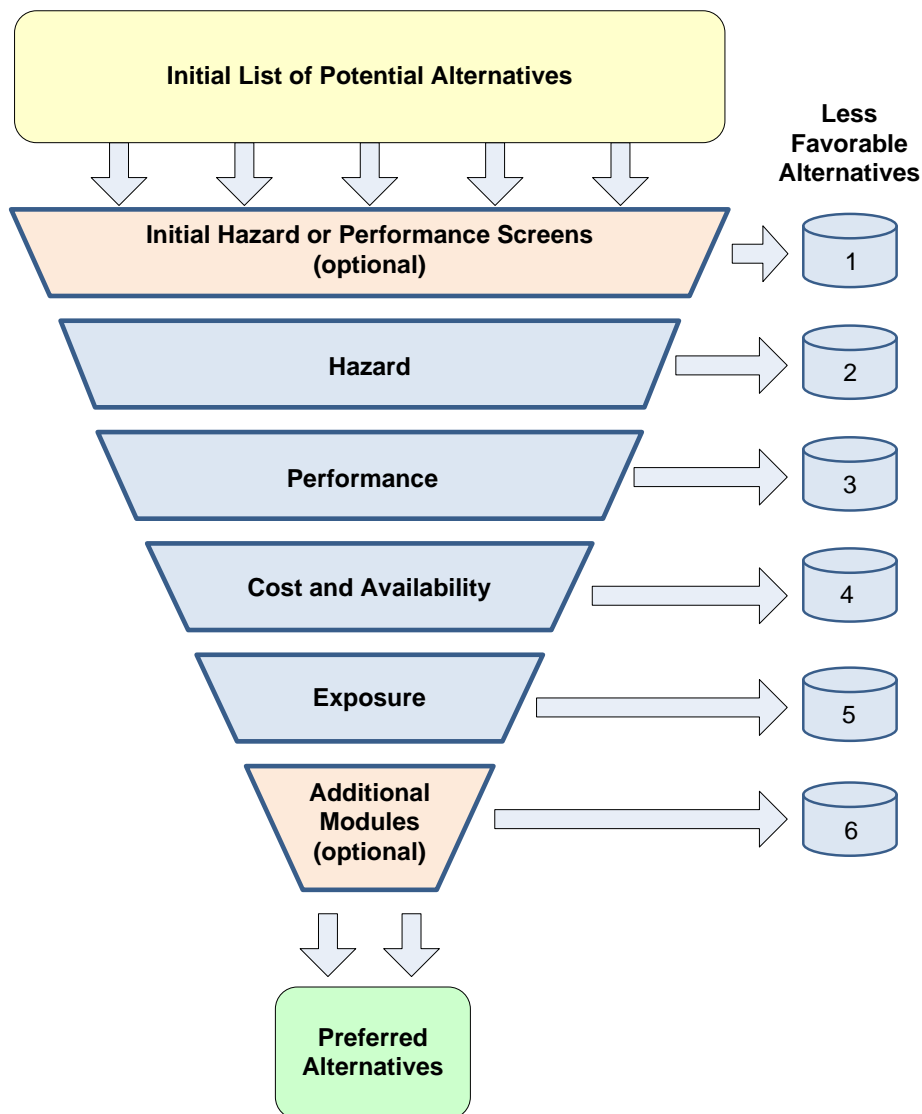 Initial List of Potential Alternatives
Less
Favorable
Alternatives
Initial Hazard or Performance Screens
(optional)
1
Hazard
2
Performance
3
Cost and Availability
4
Exposure
5
Additional
Modules
(optional)
6
Preferred
Alternatives